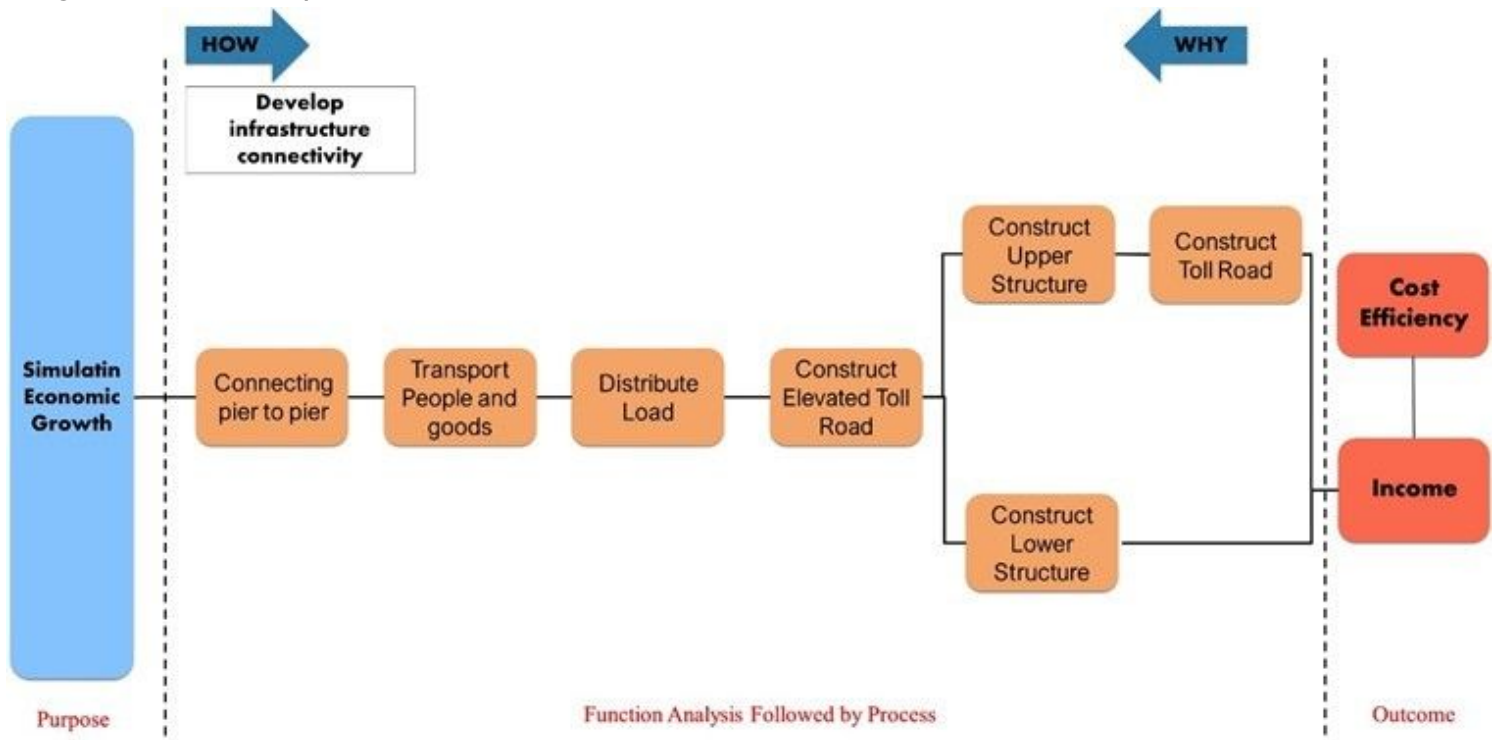 HOW
WHY
Develop
infrastructure
connectivity
Simulatin
Economic
Growth
Connecting
pier to pier
Transport
People and
goods
Distribute
Load
Construct
Elevated Toll
Road
Construct
Upper
Structure
Construct
Toll Road
Construct
Lower
Structure
Cost
Efficiency
Income
Purpose
Function Analysis Followed by Process
Outcome